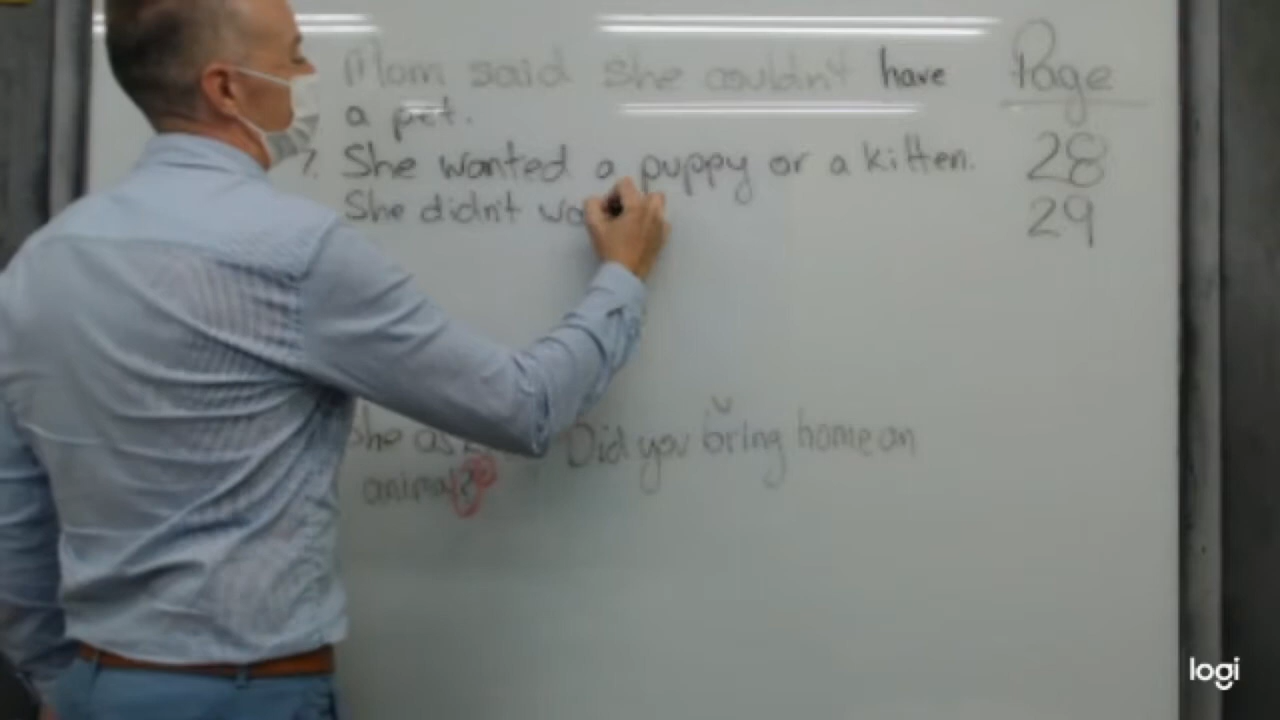 Mom said she couldn't have Page
a pet.
7. She wanted a puppy or a kitten. 28
She didn't wa 29
She as Did you bring home an
animal?
logi